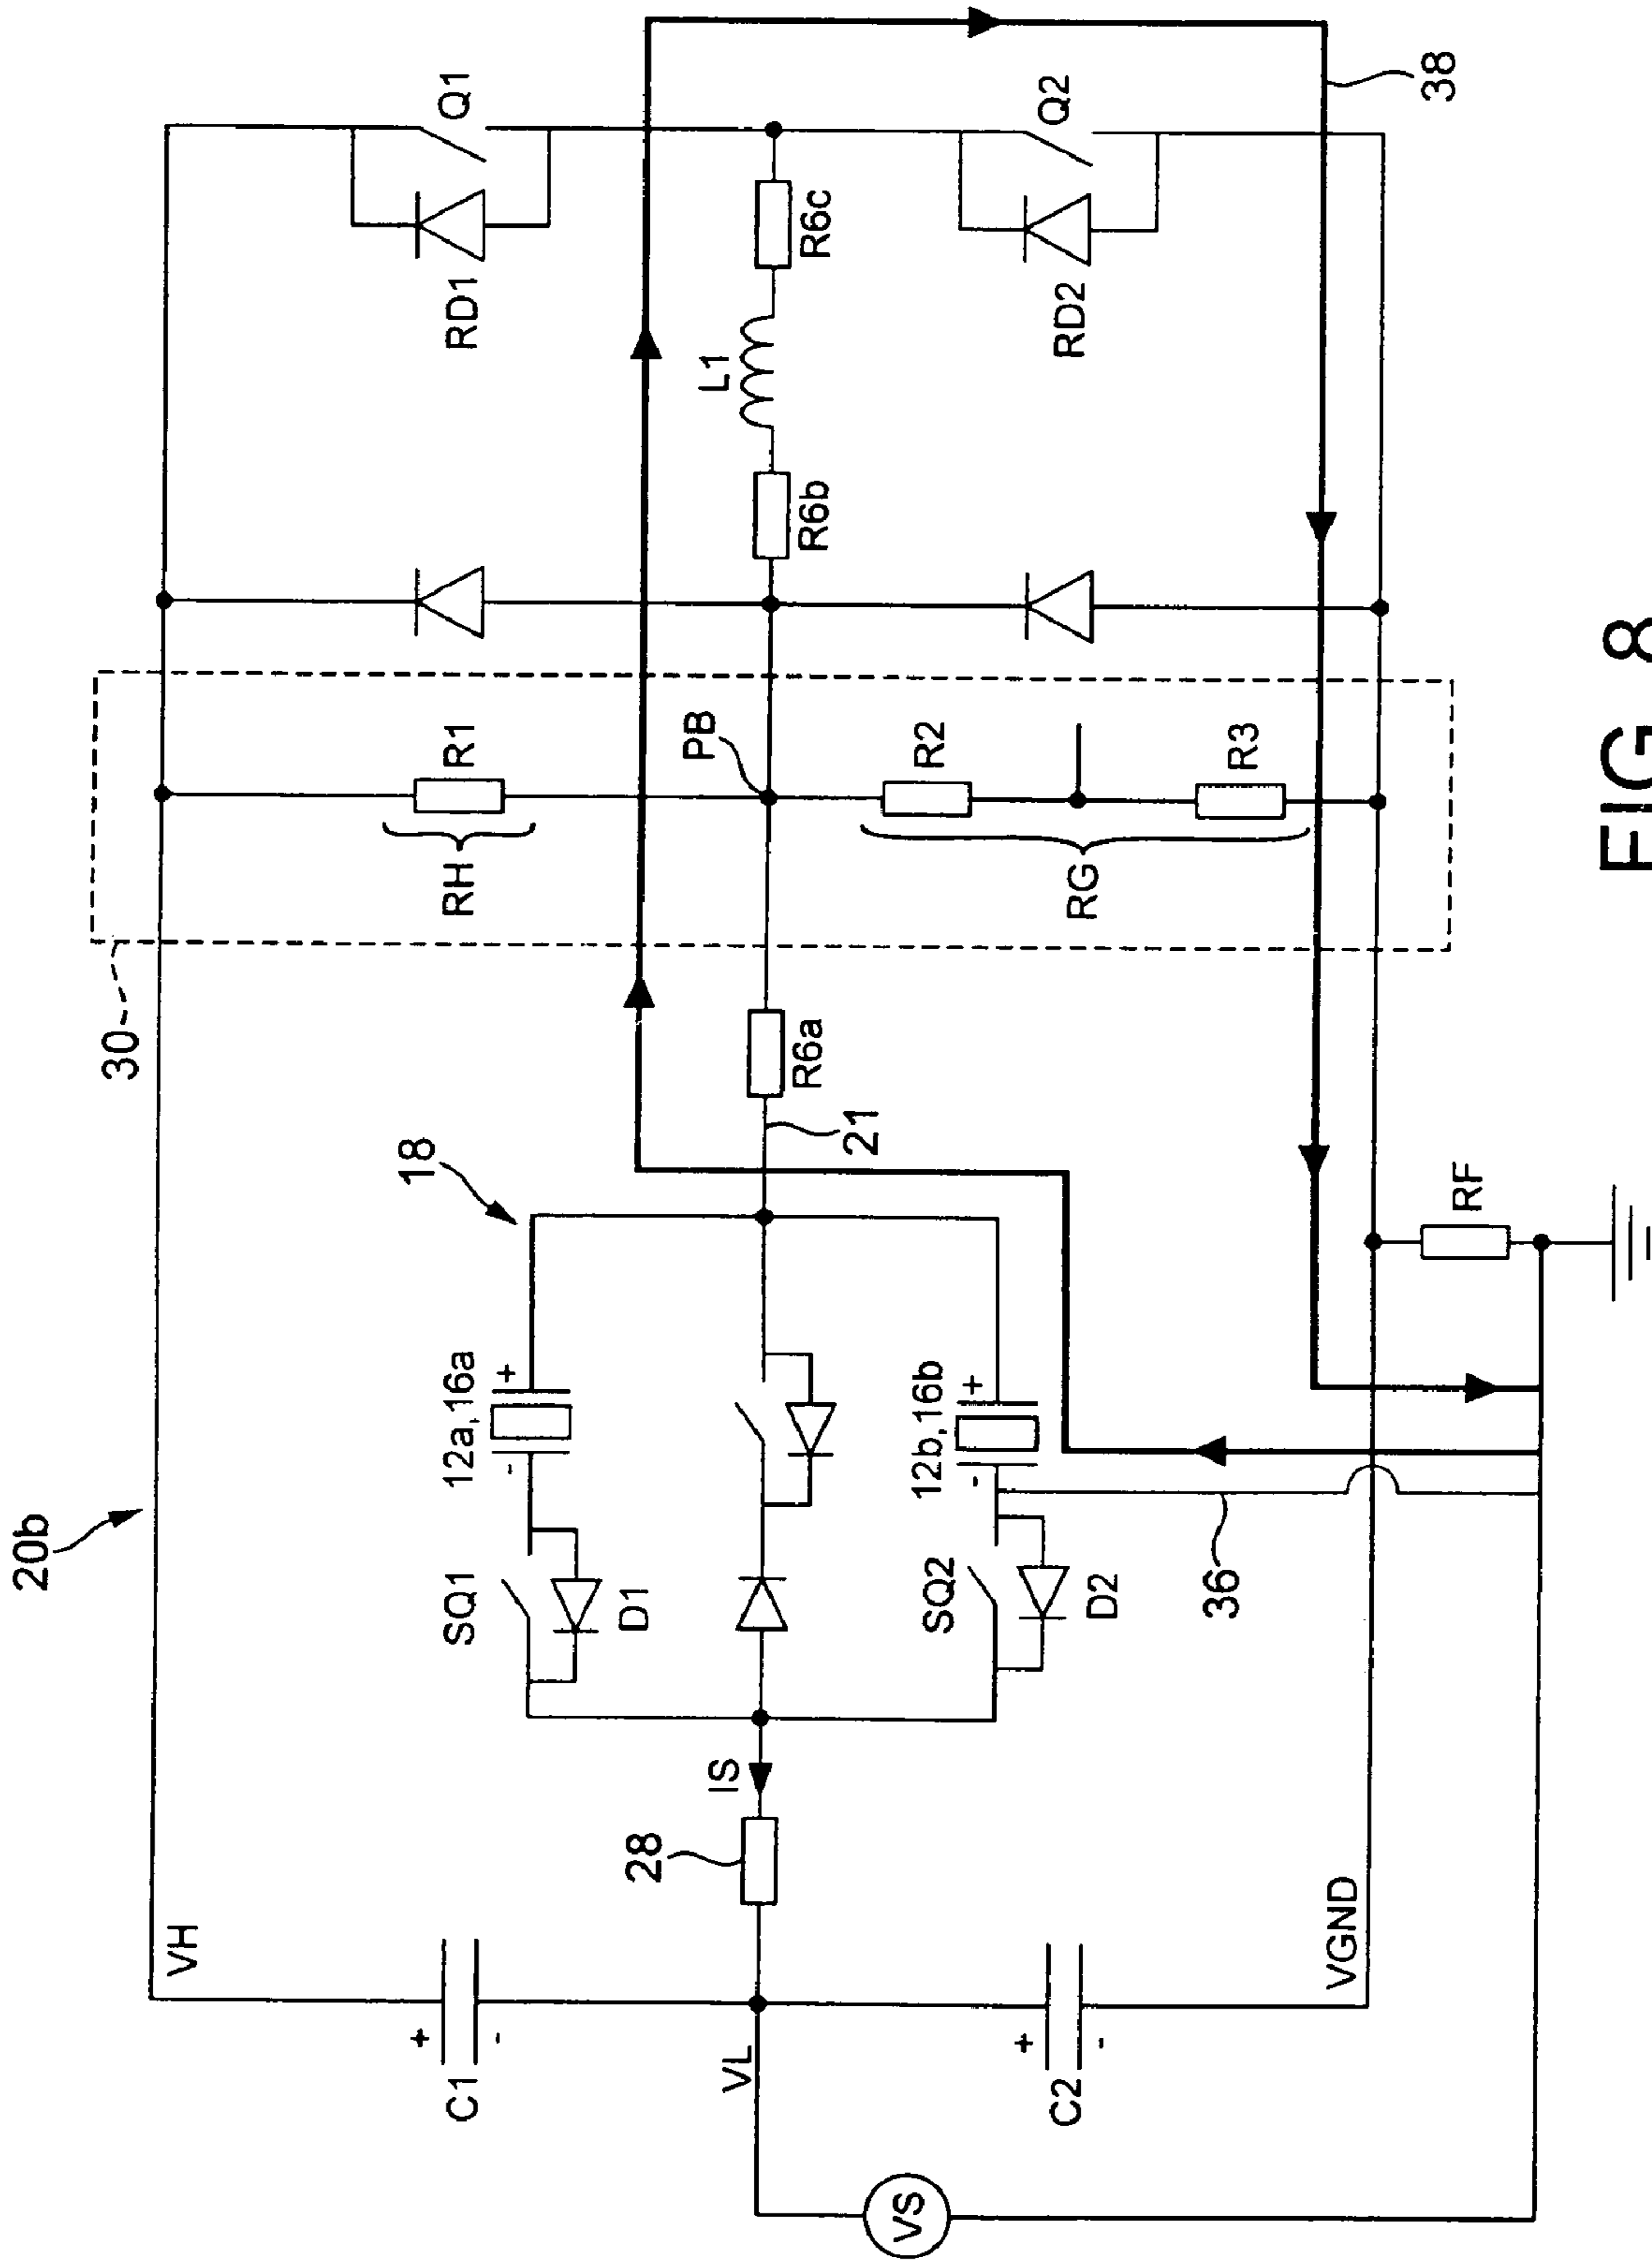 20b
VH
C1
+
-
VL
VS
C2
+
-
VGND
28
IS
SQ1
D1
12a,16a
-
+
18
SQ2
D2
12b,16b
-
+
36
21
R6a
30
RH
R1
PB
RG
R2
R3
RF
R6b
L1
R6c
RD1
Q1
RD2
Q2
38
FIG 8